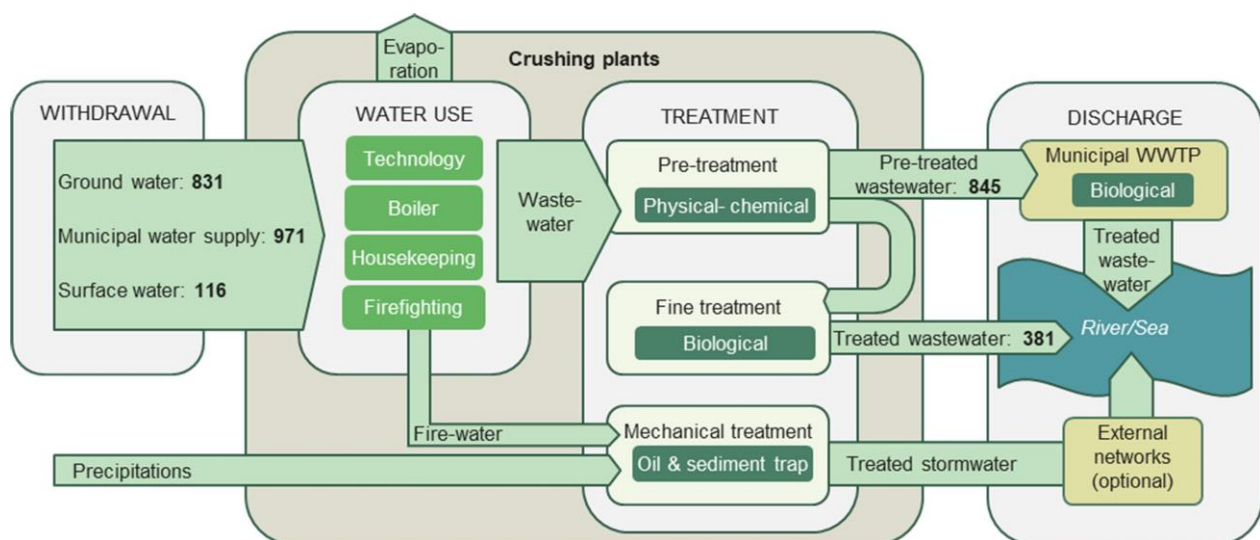 Crushing plants
Evapo-
ration
WITHDRAWAL
Ground water: 831
Municipal water supply: 971
Surface water: 116
WATER USE
Technology
Boiler
Housekeeping
Firefighting
Waste-
water
TREATMENT
Pre-treatment
Physical- chemical
Fine treatment
Biological
Mechanical treatment
Oil & sediment trap
Fire-water
Precipitations
Pre-treated
wastewater: 845
Treated wastewater: 381
Treated stormwater
DISCHARGE
Municipal WWTP
Biological
Treated
waste-
water
River/Sea
External
networks
(optional)